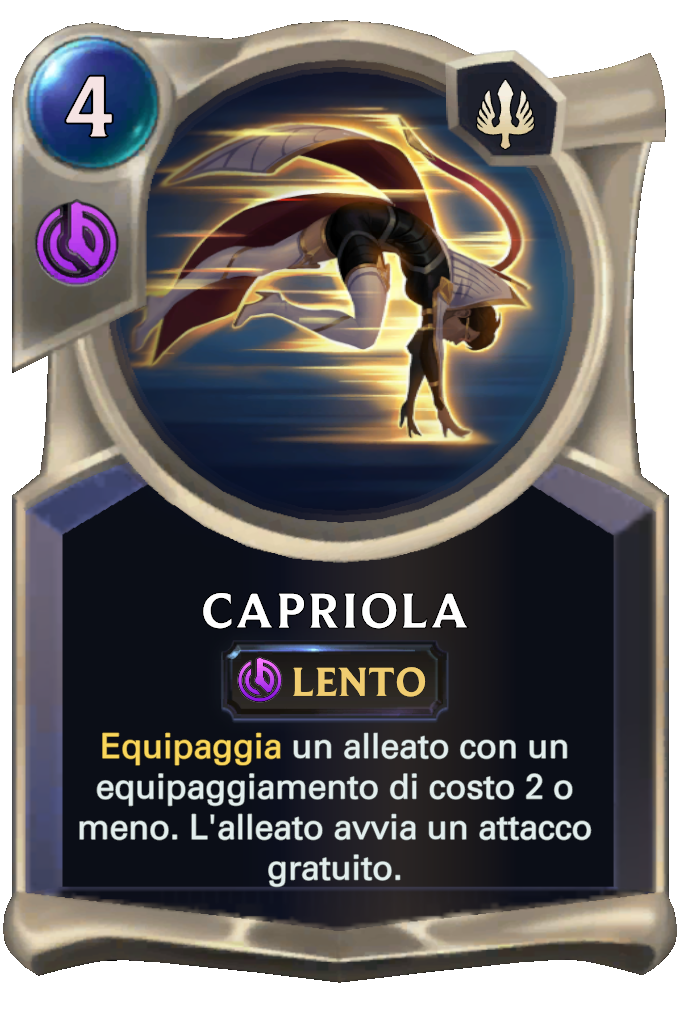 4
CAPRIOLA
LENTO
Equipaggia un alleato con un
equipaggiamento di costo 2 o
meno. L'alleato avvia un attacco
gratuito.